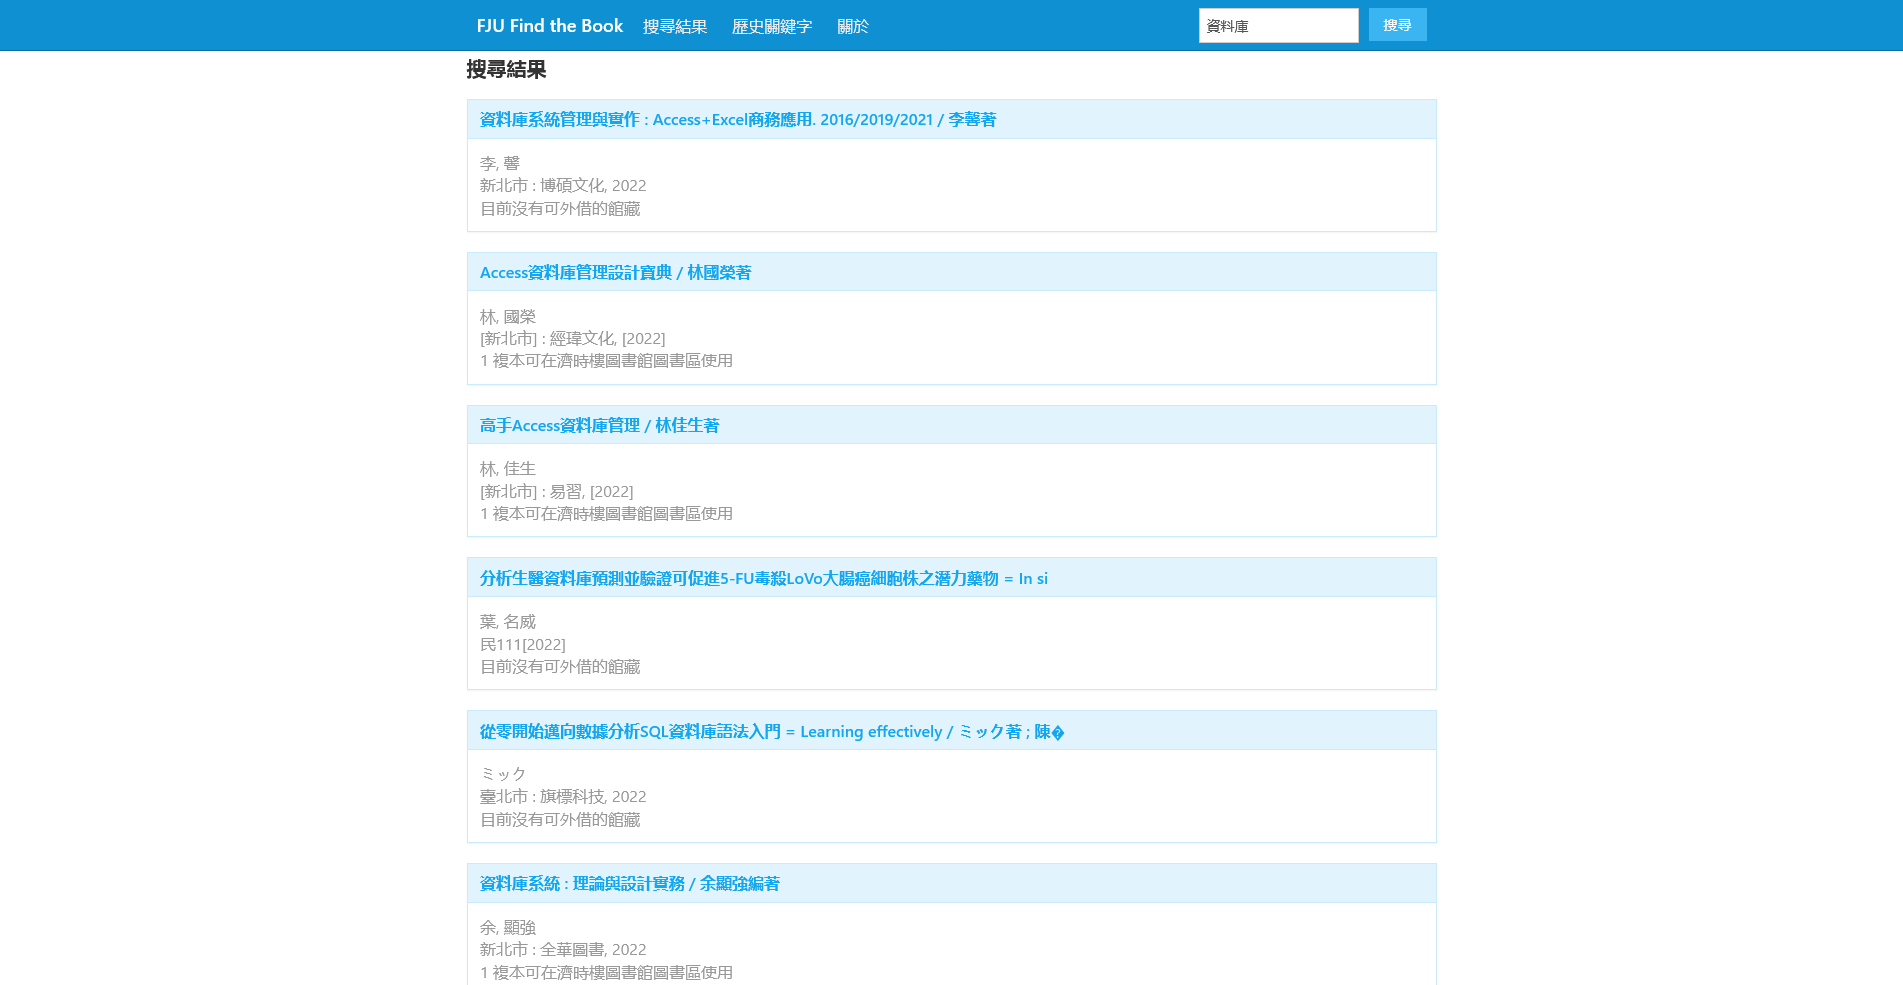 FJU Find the Book 搜尋結果 歷史關鍵字 關於 資料庫 搜尋
搜尋結果
資料庫系統管理與實作 : Access+Excel商務應用. 2016/2019/2021 / 李馨著
李, 馨
新北市 : 博碩文化, 2022
目前沒有可外借的館藏
Access資料庫管理設計寶典 / 林國榮著
林, 國榮
[新北市] : 經瑋文化, [2022]
1 複本可在濟時樓圖書館圖書區使用
高手Access資料庫管理 / 林佳生著
林, 佳生
[新北市] : 易習, [2022]
1 複本可在濟時樓圖書館圖書區使用
分析生醫資料庫預測並驗證可促進5-FU毒殺LoVo大腸癌細胞株之潛力藥物 = In si
葉, 名威
民111[2022]
目前沒有可外借的館藏
從零開始邁向數據分析SQL資料庫語法入門 = Learning effectively / ミック著 ; 陳�
ミック
臺北市 : 旗標科技, 2022
目前沒有可外借的館藏
資料庫系統 : 理論與設計實務 / 余顯強編著
余, 顯強
新北市 : 全華圖書, 2022
1 複本可在濟時樓圖書館圖書區使用